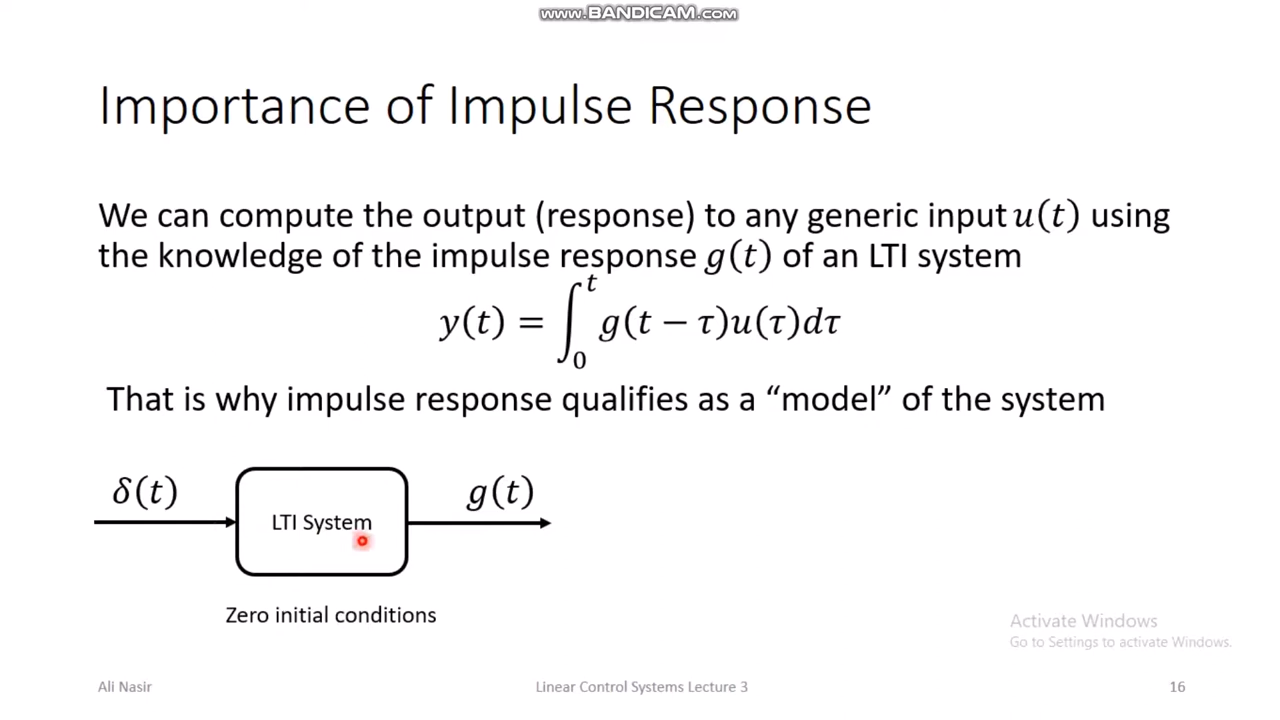 www.BANDICAM.com
Importance of Impulse Response
We can compute the output (response) to any generic input u(t) using
the knowledge of the impulse response g(t) of an LTI system
y(t) = ∫₀ᵗ g(t − τ)u(τ)dτ
That is why impulse response qualifies as a “model” of the system
δ(t)
LTI System
g(t)
Zero initial conditions
Activate Windows
Go to Settings to activate Windows.
Ali Nasir
Linear Control Systems Lecture 3
16